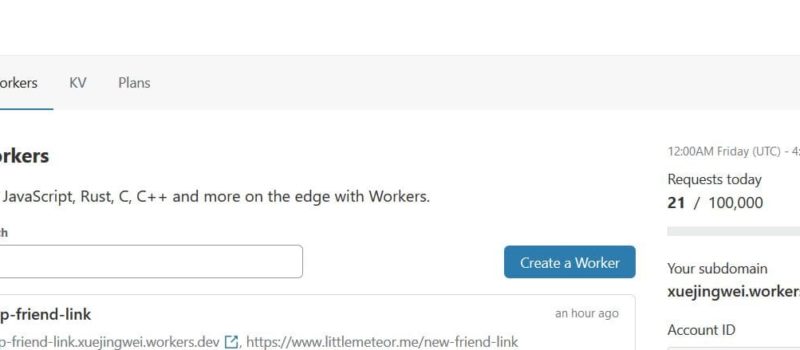 orkers KV Plans
orkers
JavaScript, Rust, C, C++ and more on the edge with Workers.
ch
Create a Worker
p-friend-link
an hour ago
p-friend-link.xuejingwei.workers.dev , https://www.littlemeteor.me/new-friend-link
12:00AM Friday (UTC) - 4:
Requests today
21 / 100,000
Your subdomain
xuejingwei.workers
Account ID